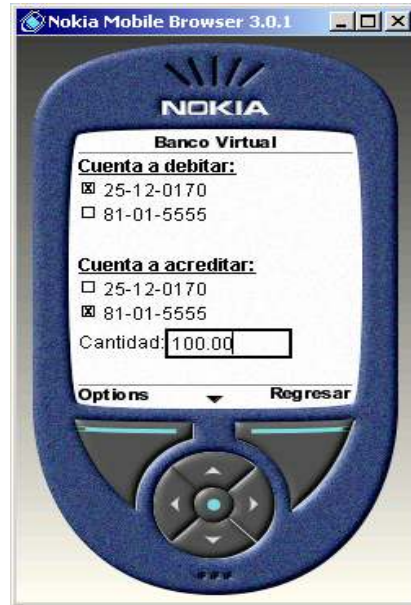 Nokia Mobile Browser 3.0.1
NOKIA
Banco Virtual
Cuenta a debitar:
25-12-0170
81-01-5555
Cuenta a acreditar:
25-12-0170
81-01-5555
Cantidad: 100.00
Options Regresar